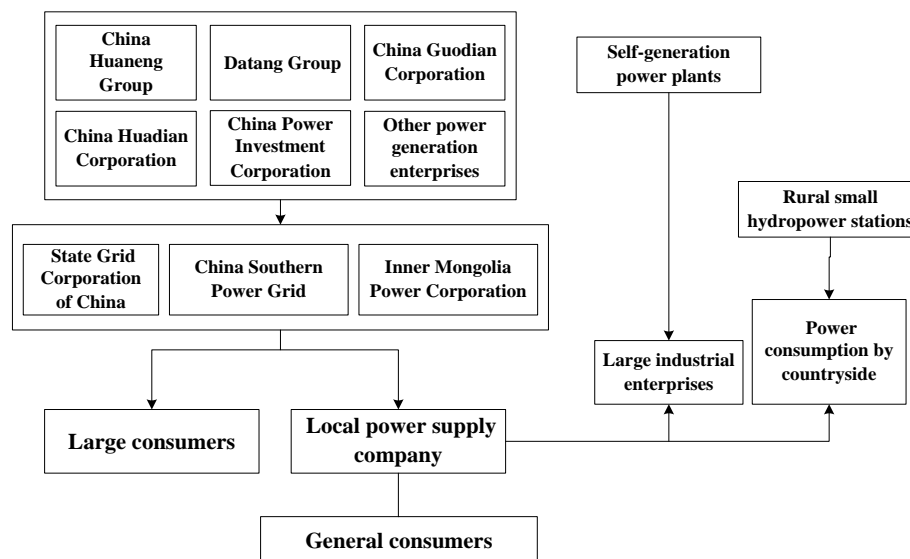 China
Huaneng
Group
Datang Group
China Guodian
Corporation
China Huadian
Corporation
China Power
Investment
Corporation
Other power
generation
enterprises
Self-generation
power plants
Rural small
hydropower stations
State Grid
Corporation
of China
China Southern
Power Grid
Inner Mongolia
Power Corporation
Large industrial
enterprises
Power
consumption by
countryside
Large consumers
Local power supply
company
General consumers